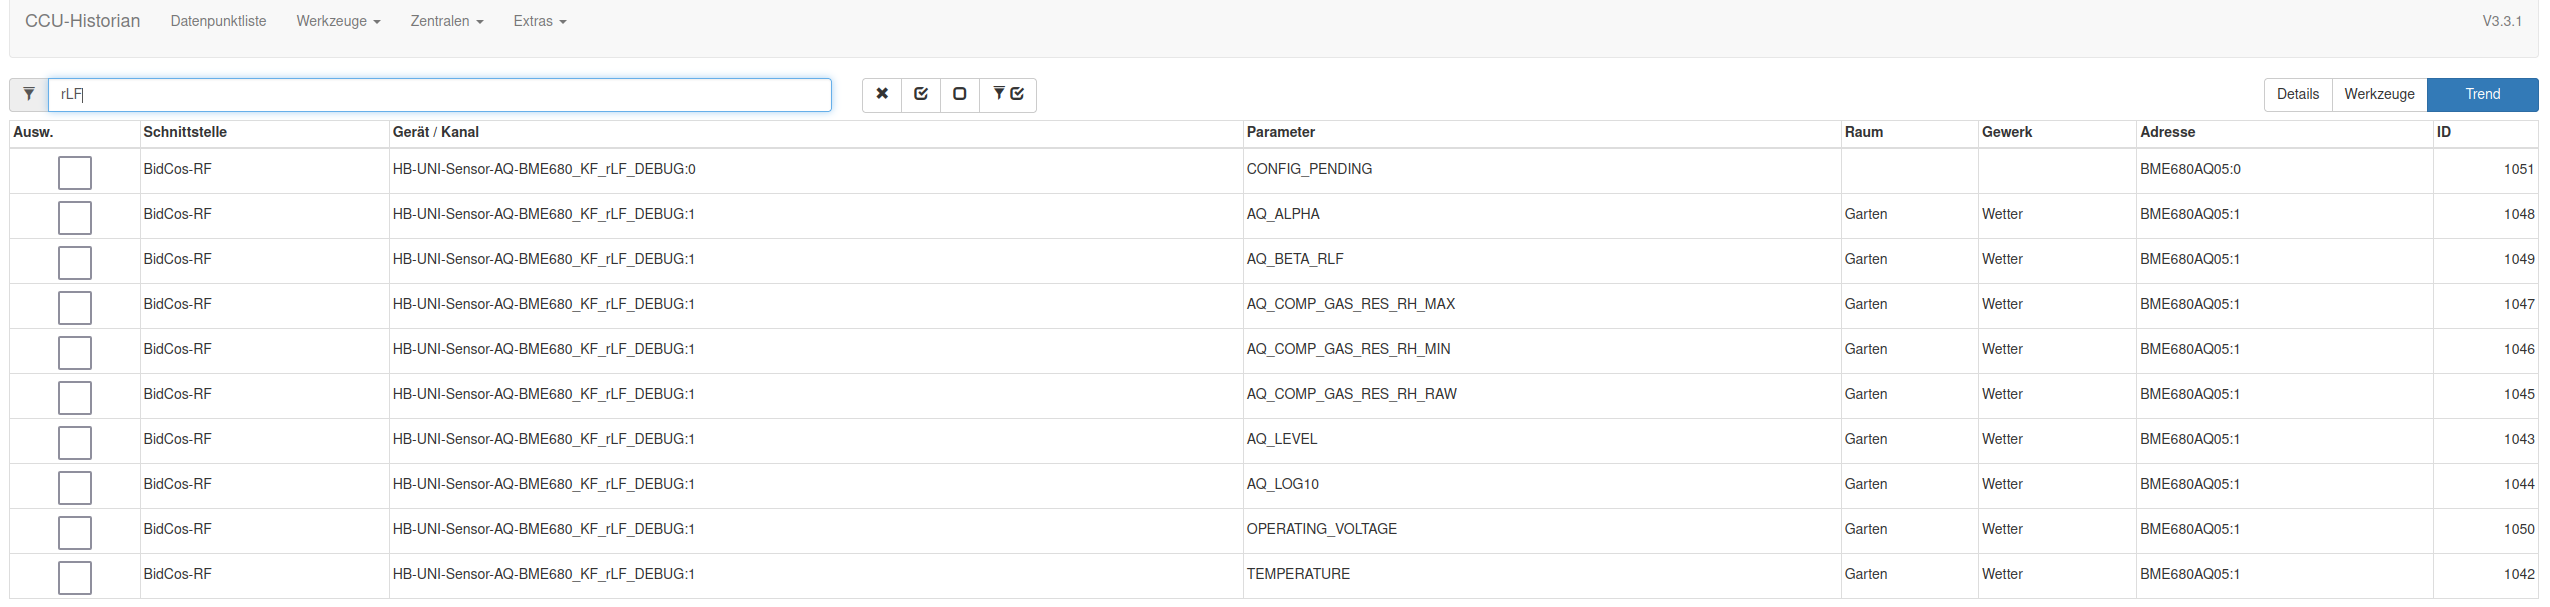 CCU-Historian Datenpunktliste Werkzeuge Zentralen Extras V3.3.1
rLF Details Werkzeuge Trend
Ausw. Schnittstelle Gerät / Kanal Parameter Raum Gewerk Adresse ID
BidCos-RF HB-UNI-Sensor-AQ-BME680_KF_rLF_DEBUG:0 CONFIG_PENDING BME680AQ05:0 1051
BidCos-RF HB-UNI-Sensor-AQ-BME680_KF_rLF_DEBUG:1 AQ_ALPHA Garten Wetter BME680AQ05:1 1048
BidCos-RF HB-UNI-Sensor-AQ-BME680_KF_rLF_DEBUG:1 AQ_BETA_RLF Garten Wetter BME680AQ05:1 1049
BidCos-RF HB-UNI-Sensor-AQ-BME680_KF_rLF_DEBUG:1 AQ_COMP_GAS_RES_RH_MAX Garten Wetter BME680AQ05:1 1047
BidCos-RF HB-UNI-Sensor-AQ-BME680_KF_rLF_DEBUG:1 AQ_COMP_GAS_RES_RH_MIN Garten Wetter BME680AQ05:1 1046
BidCos-RF HB-UNI-Sensor-AQ-BME680_KF_rLF_DEBUG:1 AQ_COMP_GAS_RES_RH_RAW Garten Wetter BME680AQ05:1 1045
BidCos-RF HB-UNI-Sensor-AQ-BME680_KF_rLF_DEBUG:1 AQ_LEVEL Garten Wetter BME680AQ05:1 1043
BidCos-RF HB-UNI-Sensor-AQ-BME680_KF_rLF_DEBUG:1 AQ_LOG10 Garten Wetter BME680AQ05:1 1044
BidCos-RF HB-UNI-Sensor-AQ-BME680_KF_rLF_DEBUG:1 OPERATING_VOLTAGE Garten Wetter BME680AQ05:1 1050
BidCos-RF HB-UNI-Sensor-AQ-BME680_KF_rLF_DEBUG:1 TEMPERATURE Garten Wetter BME680AQ05:1 1042